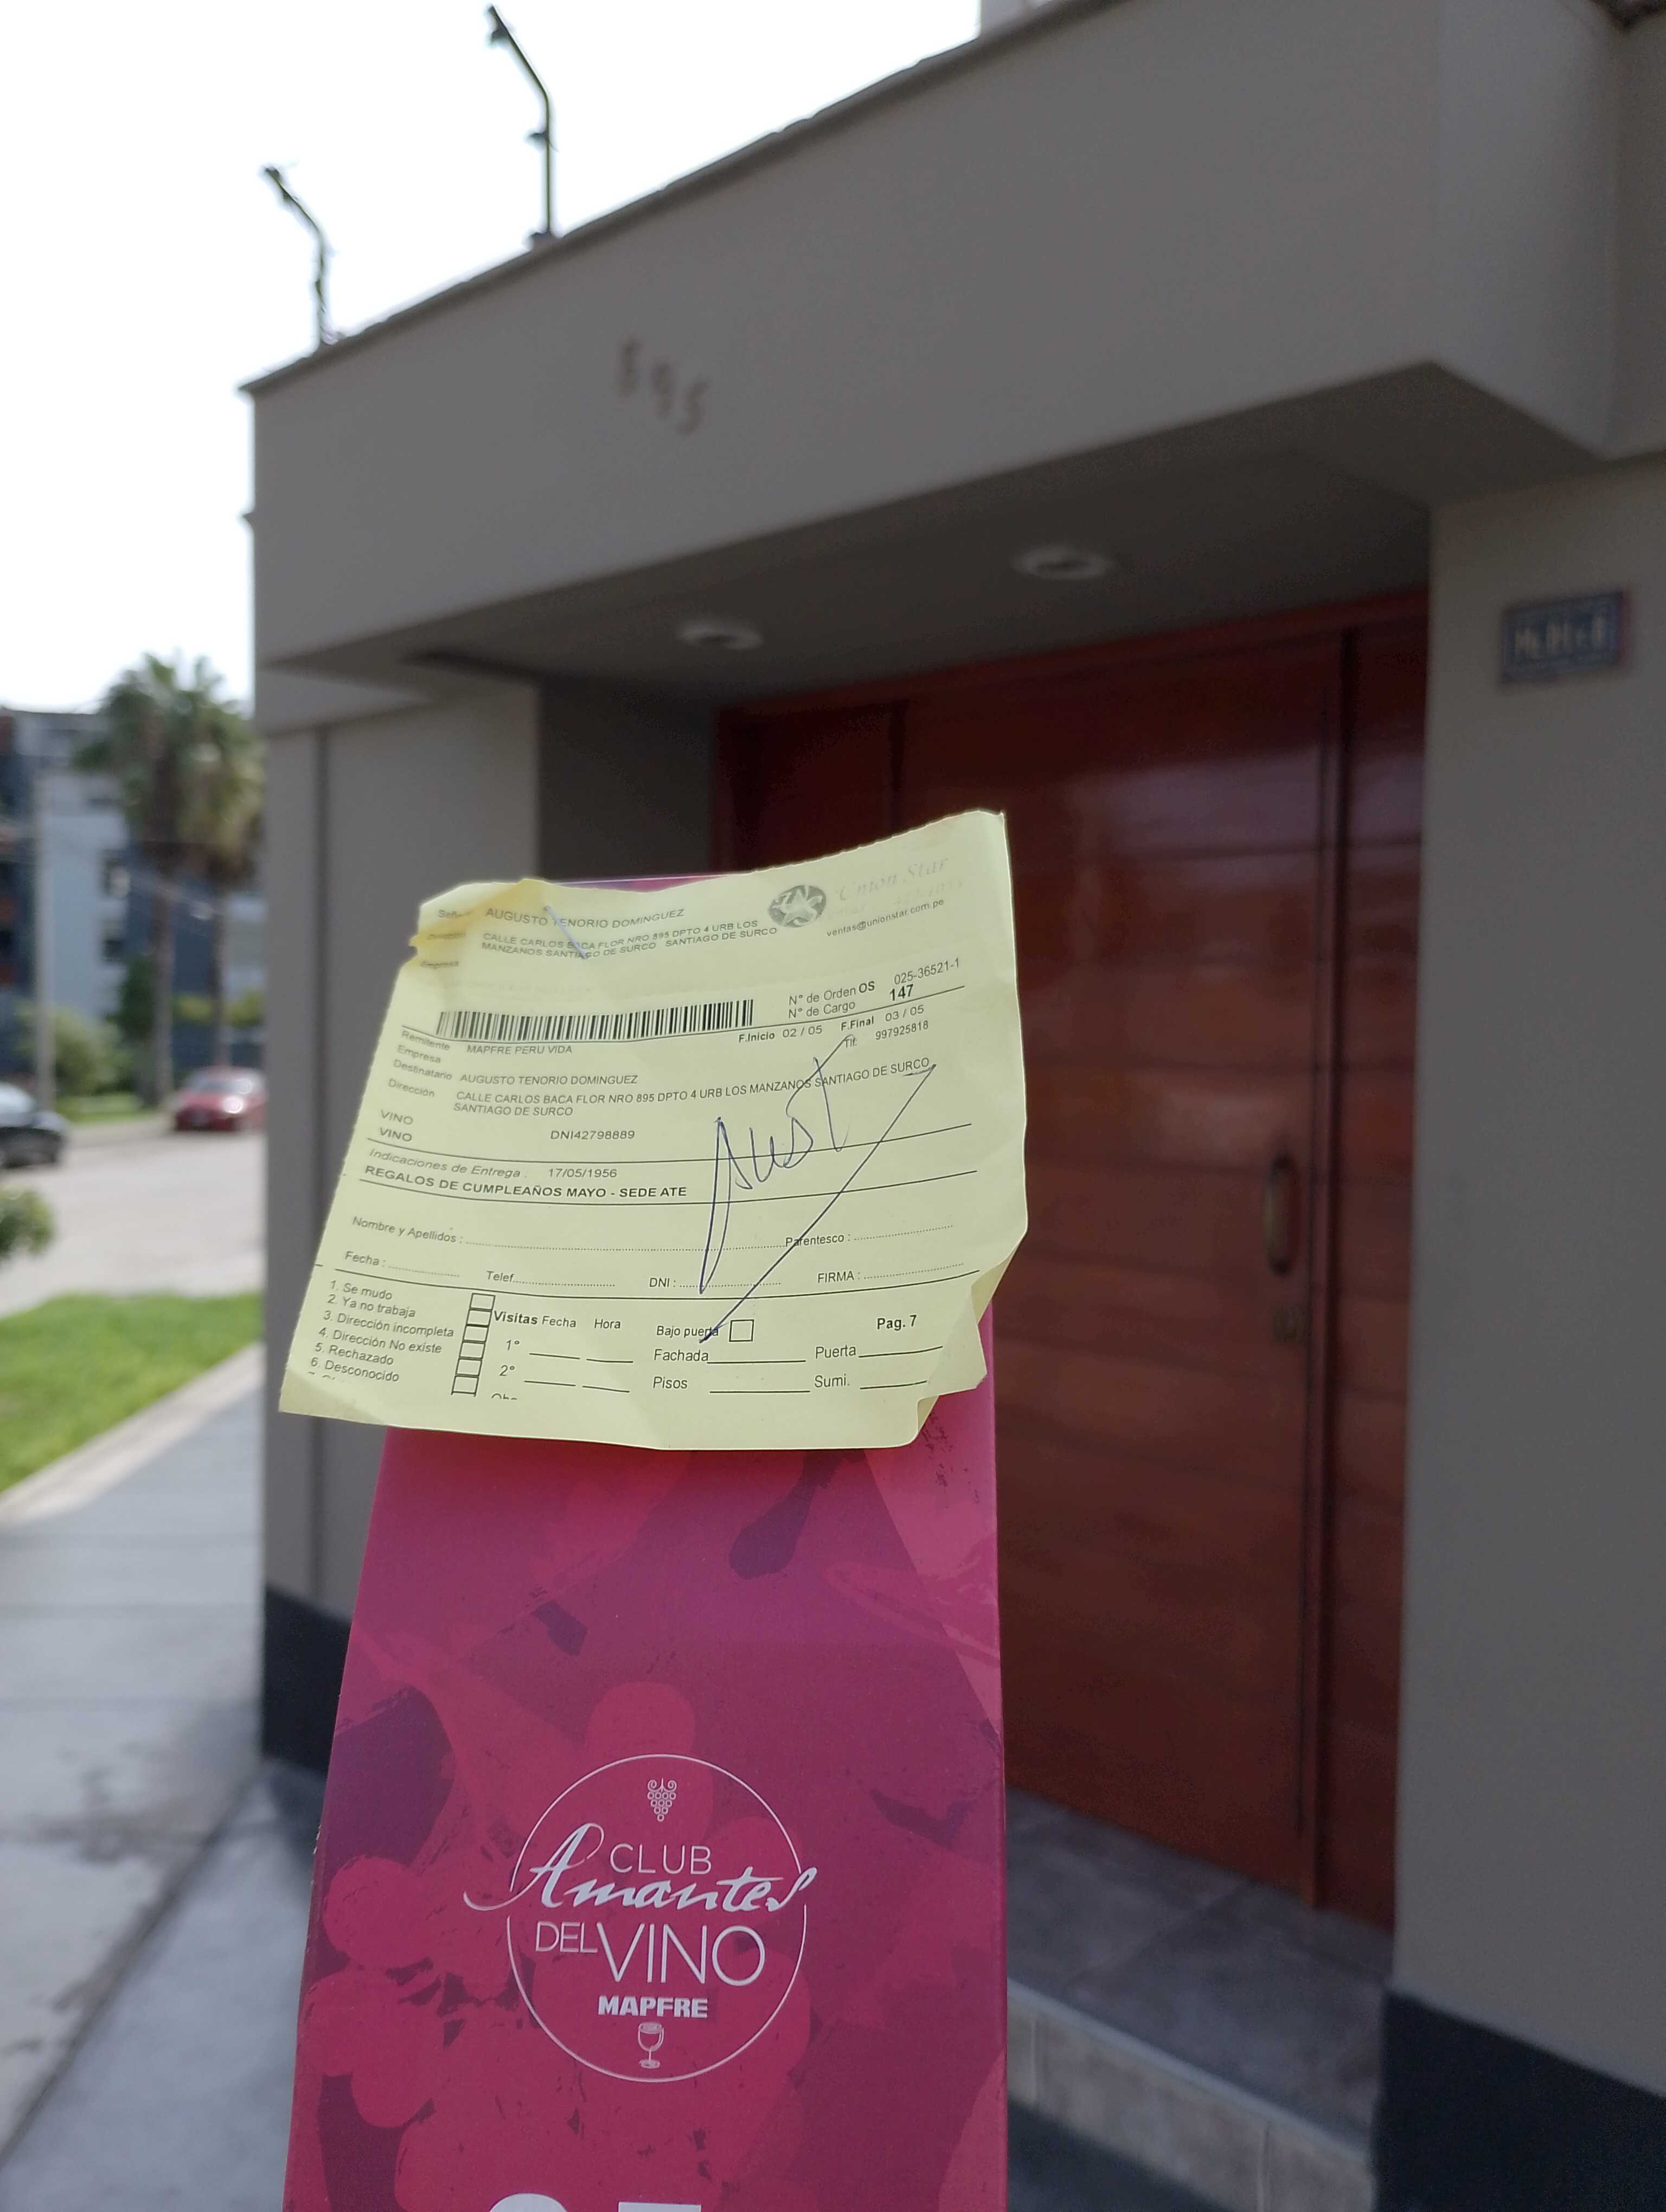 895
AUGUSTO TENORIO DOMINGUEZ
CALLE CARLOS BACA FLOR NRO 895 DPTO 4 URB LOS
MANZANOS SANTIAGO DE SURCO SANTIAGO DE SURCO
Empresa
Union Star
ventas@unionstar.com.pe
N° de Orden OS 025-36521-1
N° de Cargo 147
F.Inicio 02 / 05 F.Final 03 / 05
Tlf: 997925818
Remitente MAPFRE PERU VIDA
Empresa
Destinatario AUGUSTO TENORIO DOMINGUEZ
Dirección CALLE CARLOS BACA FLOR NRO 895 DPTO 4 URB LOS MANZANOS SANTIAGO DE SURCO
SANTIAGO DE SURCO
VINO
VINO DNI42798889
Indicaciones de Entrega . 17/05/1956
REGALOS DE CUMPLEAÑOS MAYO - SEDE ATE
Nombre y Apellidos : Parentesco :
Fecha : Telef. DNI : FIRMA :
1. Se mudo
2. Ya no trabaja
3. Dirección incompleta
4. Dirección No existe
5. Rechazado
6. Desconocido
Visitas Fecha Hora
1°
2°
Bajo puerta
Pag. 7
Fachada Puerta
Pisos Sumi.
CLUB
Amantes
DEL VINO
MAPFRE